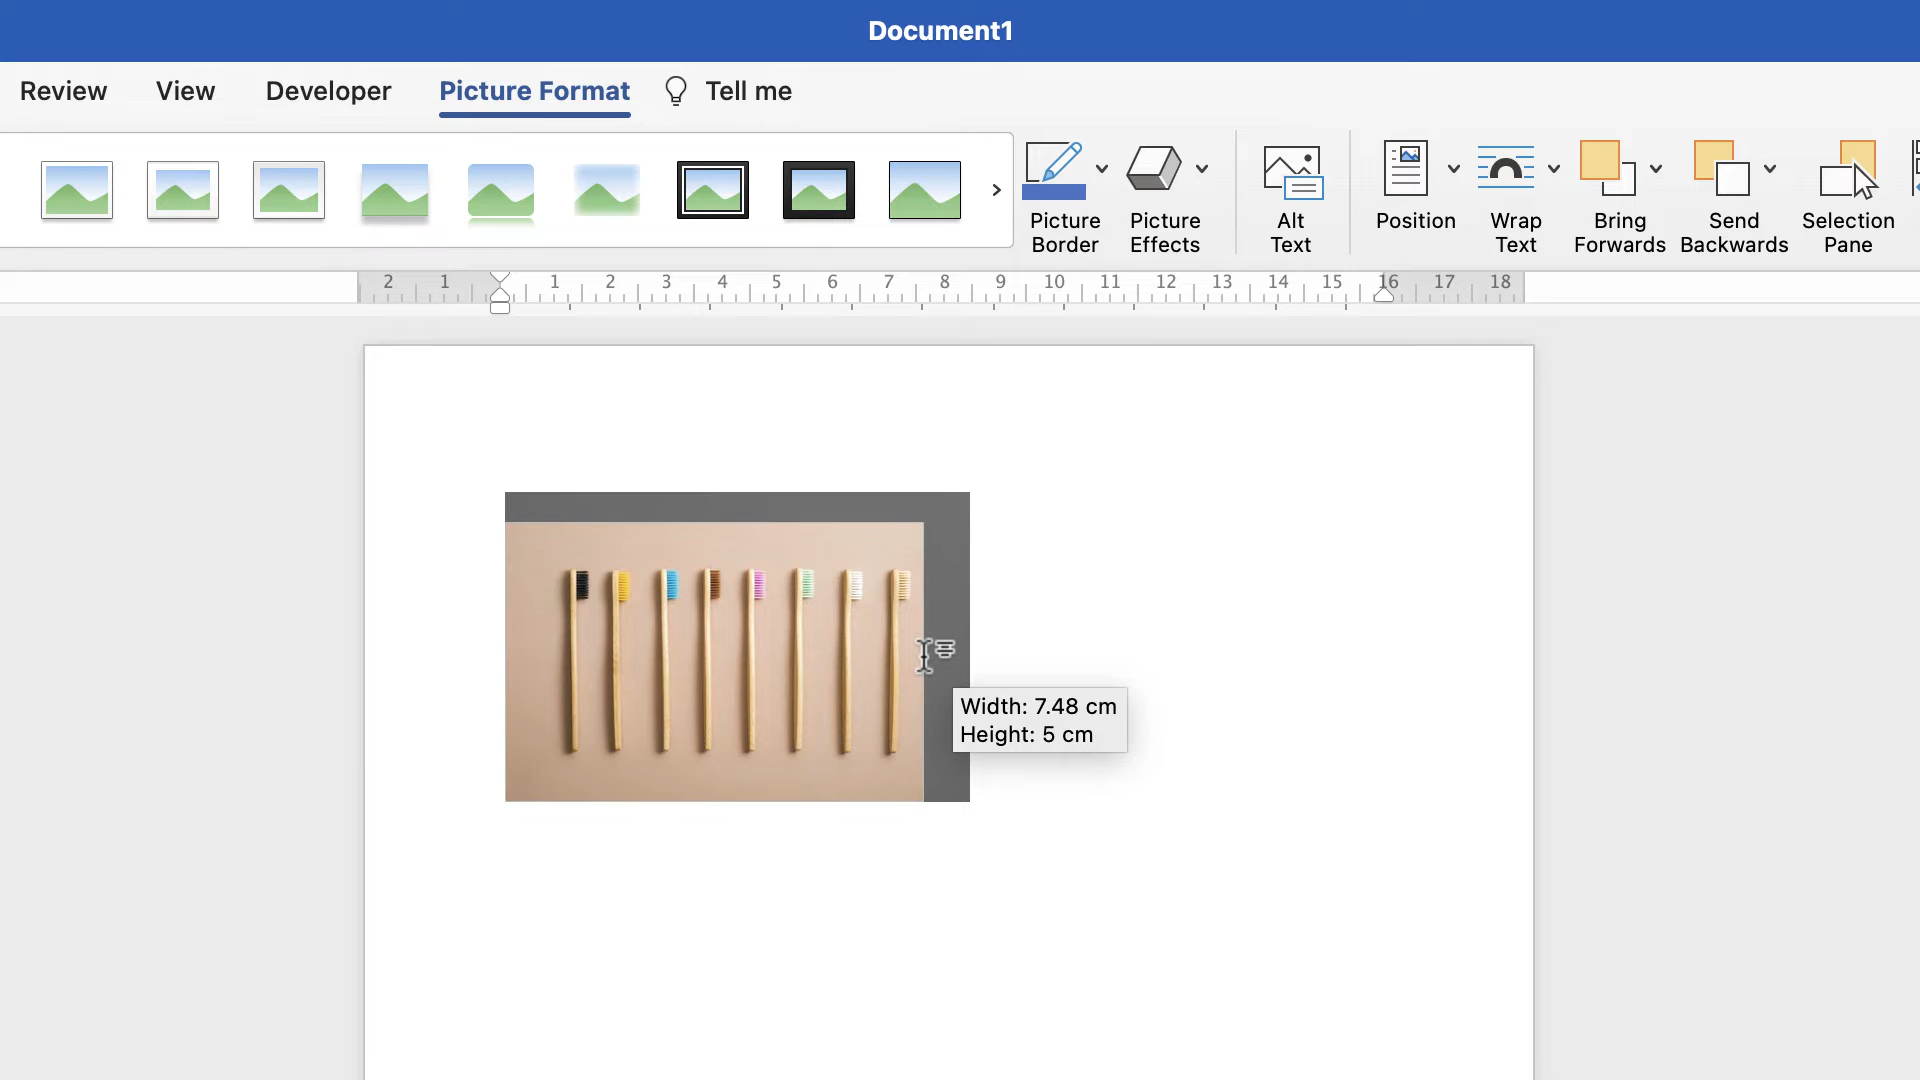 Document1
Review View Developer Picture Format Tell me
Picture
Border
Picture
Effects
Alt
Text
Position
Wrap
Text
Bring
Forwards
Send
Backwards
Selection
Pane
2 1 1 2 3 4 5 6 7 8 9 10 11 12 13 14 15 16 17 18
Width: 7.48 cm
Height: 5 cm